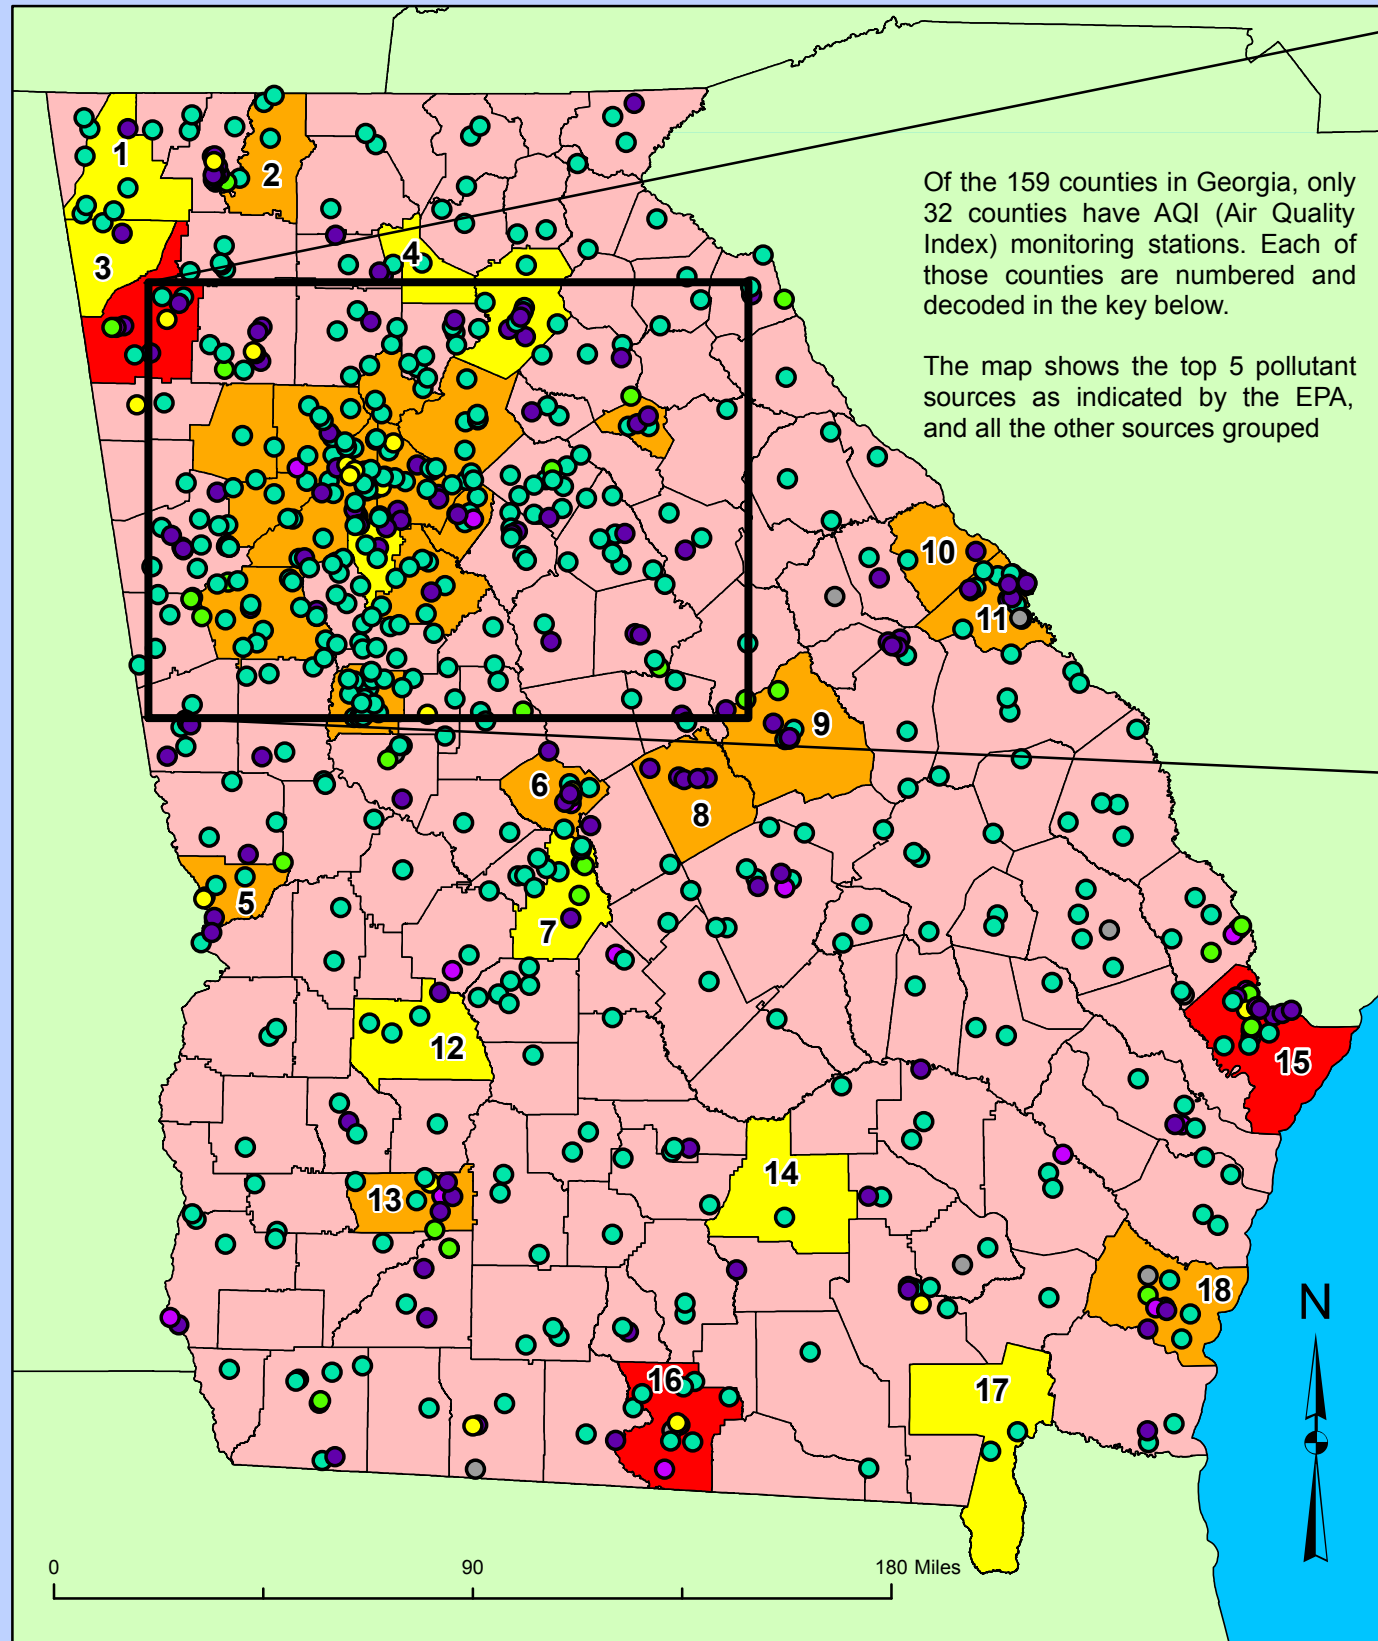 Of the 159 counties in Georgia, only
32 counties have AQI (Air Quality
Index) monitoring stations. Each of
those counties are numbered and
decoded in the key below.
The map shows the top 5 pollutant
sources as indicated by the EPA,
and all the other sources grouped
1
2
3
4
5
6
7
8
9
10
11
12
13
14
15
16
17
18
N
0 90 180 Miles